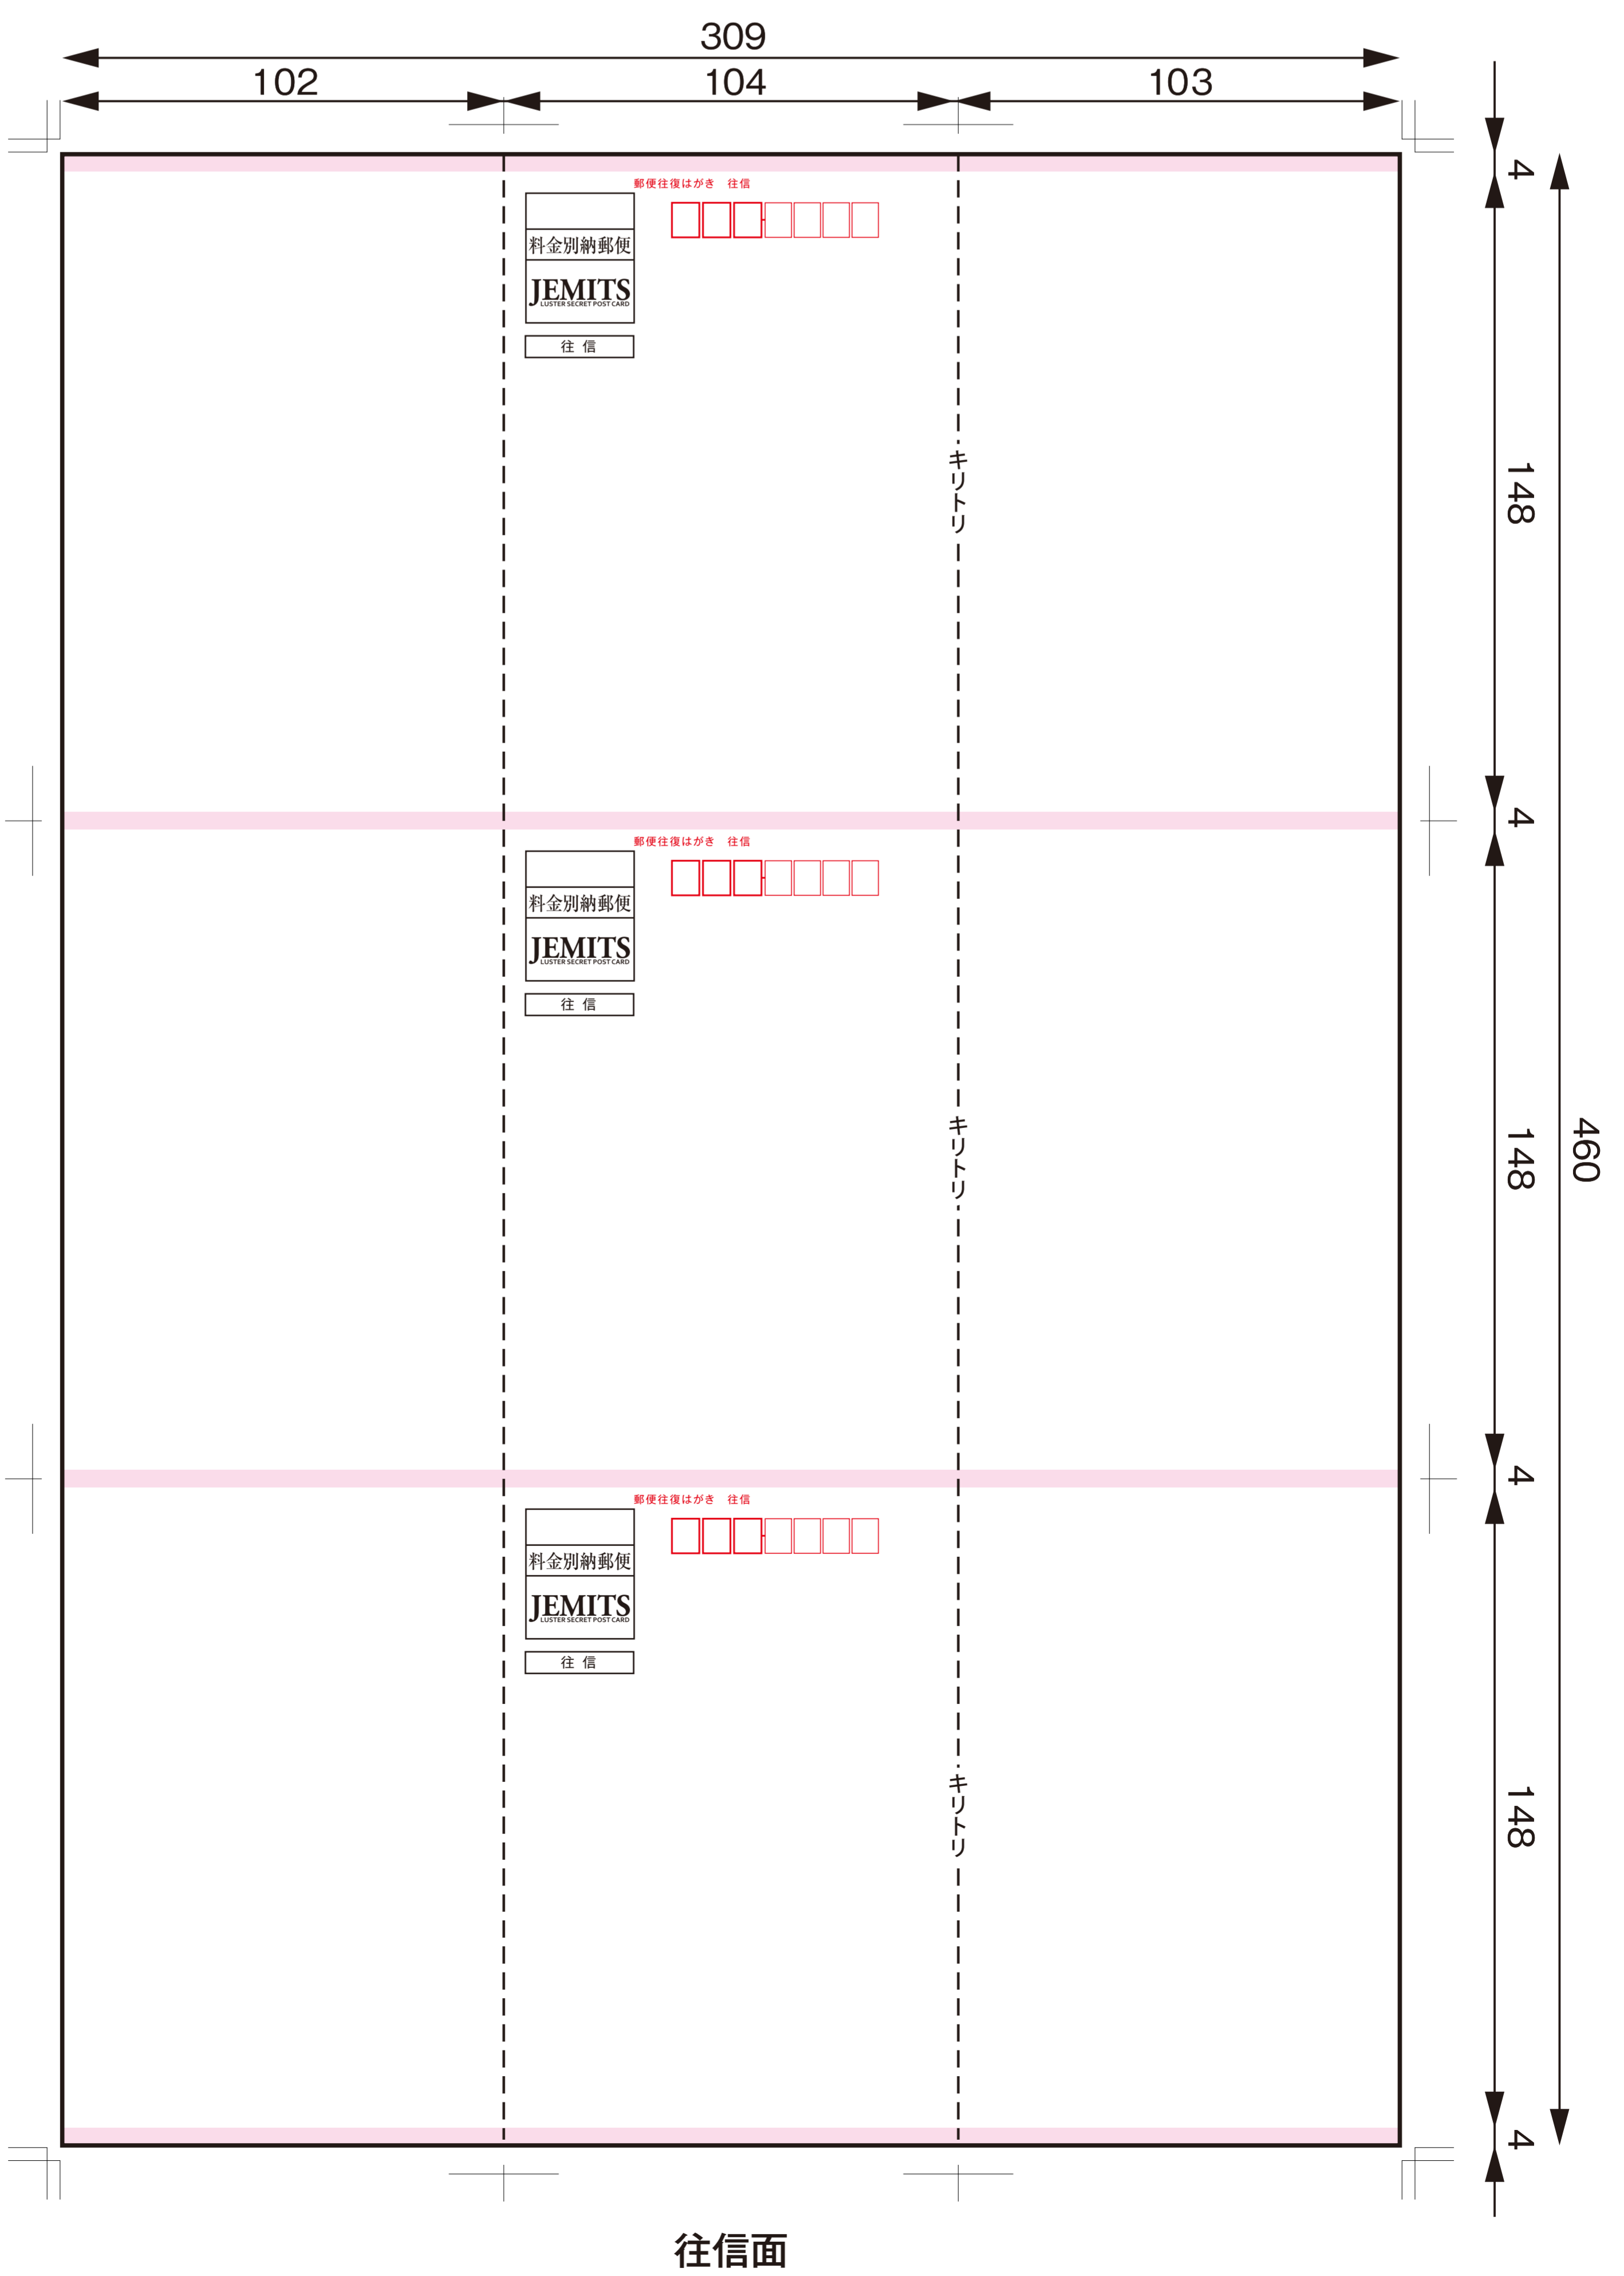 309
102 104 103
4
郵便往復はがき 往信
料金別納郵便
JEMITS
LUSTER SECRET POST CARD
往信
キリトリ
148
4
郵便往復はがき 往信
料金別納郵便
JEMITS
LUSTER SECRET POST CARD
往信
キリトリ
148
460
4
郵便往復はがき 往信
料金別納郵便
JEMITS
LUSTER SECRET POST CARD
往信
キリトリ
148
4
往信面